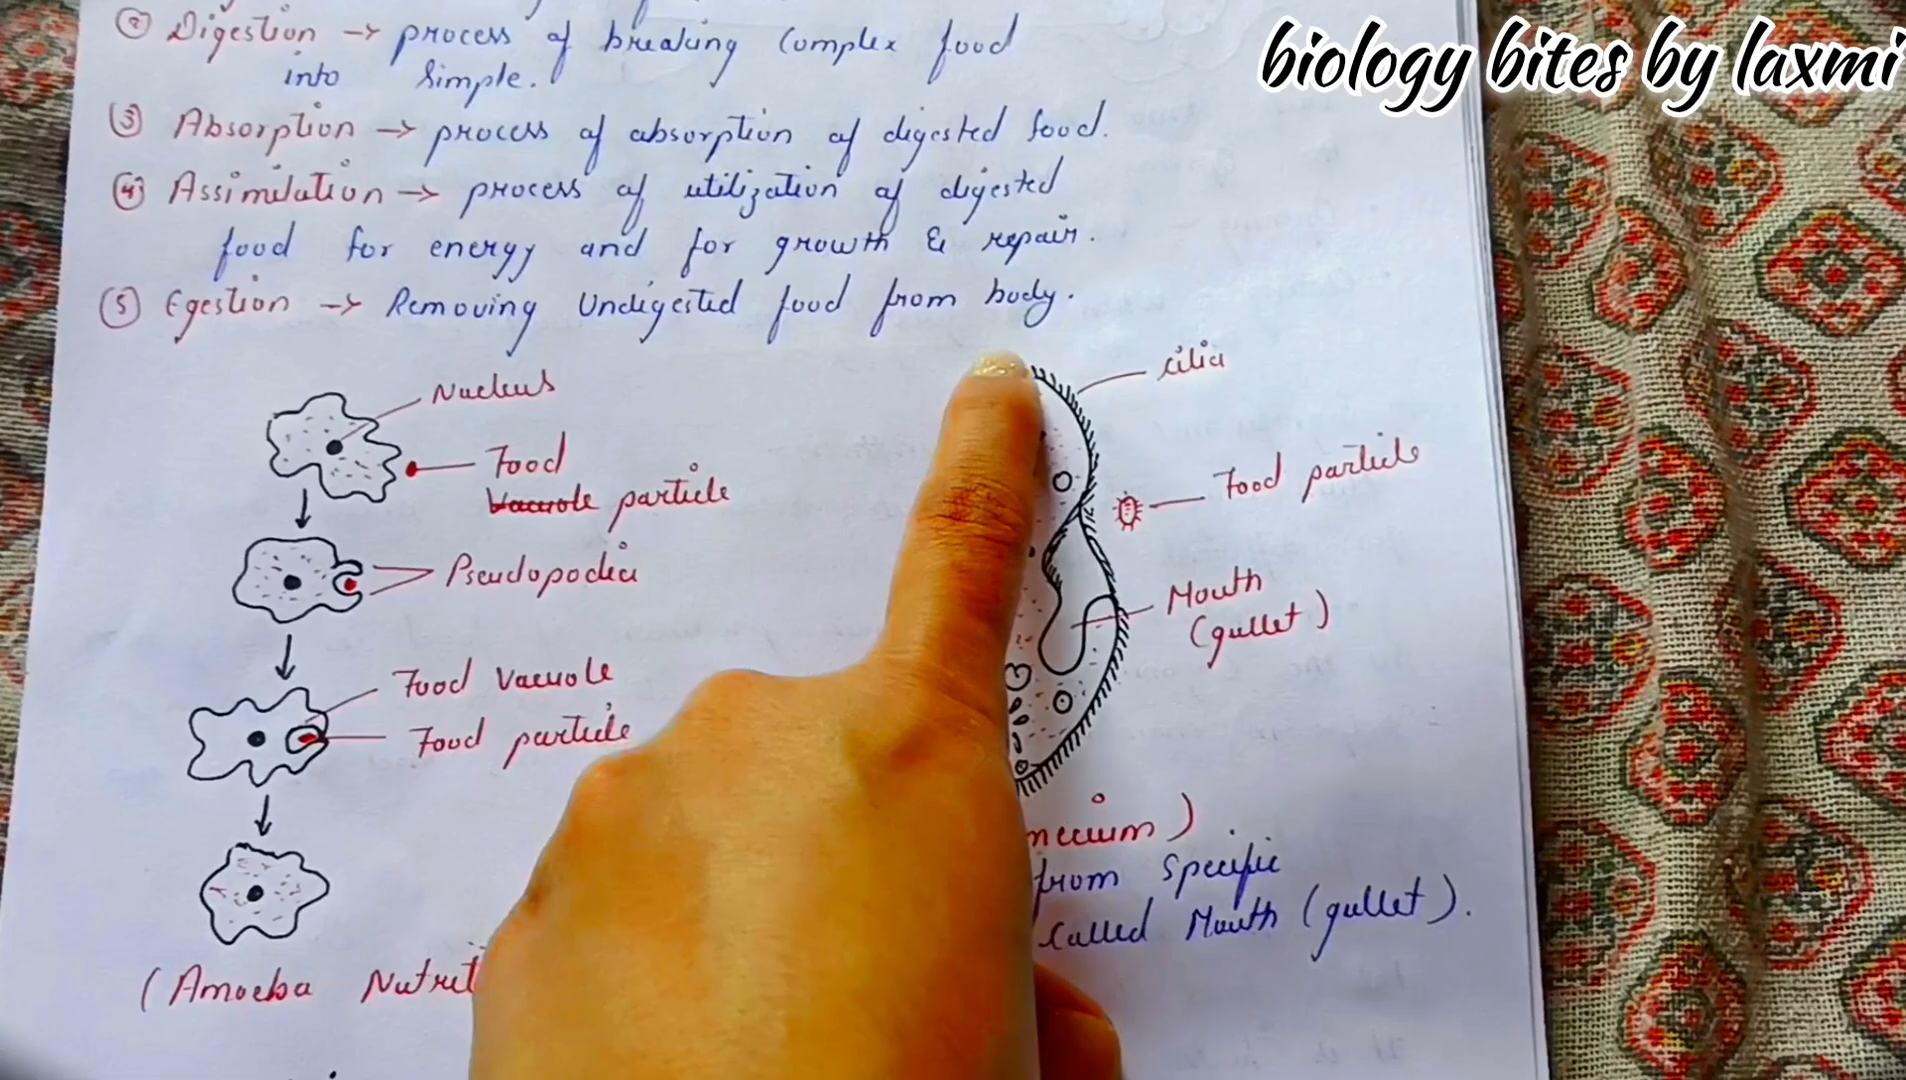 biology bites by laxmi
② Digestion → process of breaking Complex food
into simple.
③ Absorption → process of absorption of digested food.
④ Assimilation → process of utilization of digested
food for energy and for growth & repair.
⑤ Egestion → Removing Undigested food from body.
Nucleus
Food
Vacuole particle
Pseudopodia
Food Vacuole
Food particle
(Amoeba Nutrit
cilia
Food particle
Mouth
(gullet)
mecium)
from specific
called Mouth (gullet).